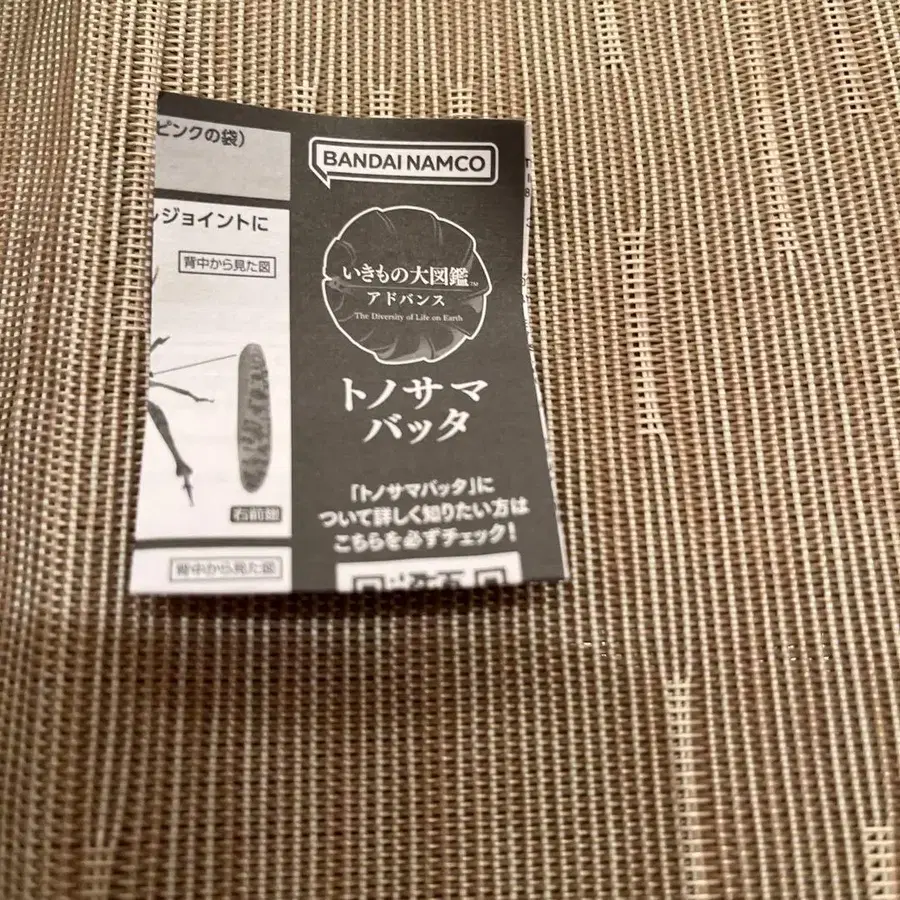 ピンクの袋）
ジョイントに
背中から見た図
右前翅
背中から見た図
BANDAI NAMCO
いきもの大図鑑™
アドバンス
The Diversity of Life on Earth
トノサマ
バッタ
「トノサマバッタ」に
ついて詳しく知りたい方は
こちらを必ずチェック！